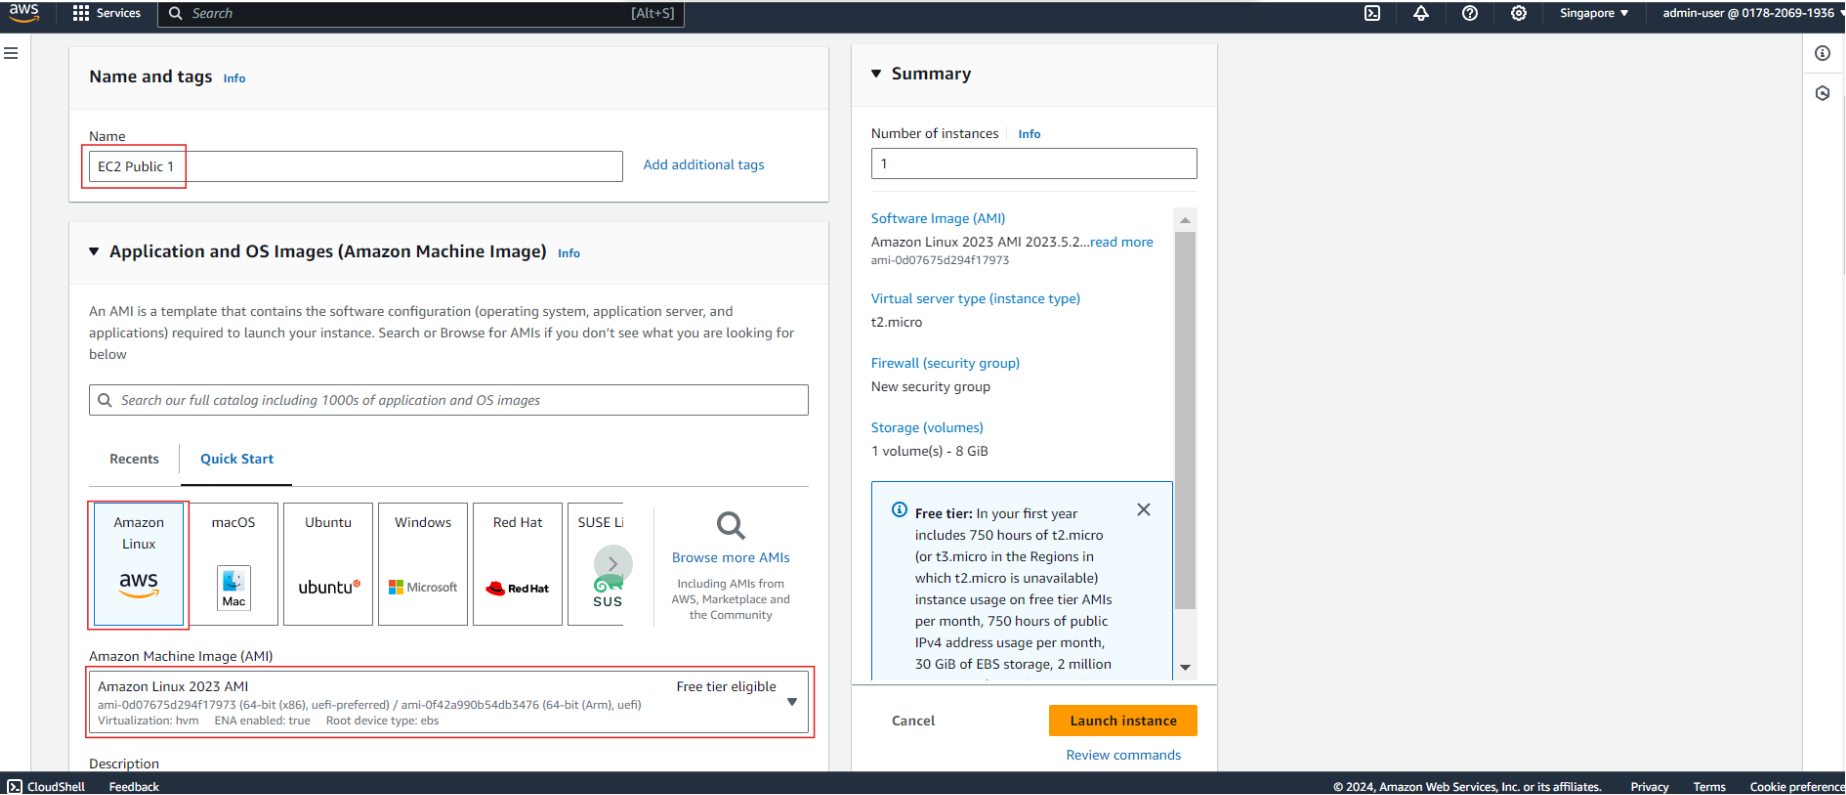 aws
Services
Search
[Alt+S]
Singapore
admin-user @ 0178-2069-1936
Name and tags Info
Name
EC2 Public 1
Add additional tags
Application and OS Images (Amazon Machine Image) Info
An AMI is a template that contains the software configuration (operating system, application server, and
applications) required to launch your instance. Search or Browse for AMIs if you don't see what you are looking for
below
Search our full catalog including 1000s of application and OS images
Recents
Quick Start
Amazon
Linux
aws
macOS
Mac
Ubuntu
ubuntu
Windows
Microsoft
Red Hat
Red Hat
SUSE Li
SUS
Browse more AMIs
Including AMIs from
AWS, Marketplace and
the Community
Amazon Machine Image (AMI)
Amazon Linux 2023 AMI
Free tier eligible
ami-0d07675d294f17973 (64-bit (x86), uefi-preferred) / ami-0f42a990b54db3476 (64-bit (Arm), uefi)
Virtualization: hvm ENA enabled: true Root device type: ebs
Description
Summary
Number of instances Info
1
Software Image (AMI)
Amazon Linux 2023 AMI 2023.5.2...read more
ami-0d07675d294f17973
Virtual server type (instance type)
t2.micro
Firewall (security group)
New security group
Storage (volumes)
1 volume(s) - 8 GiB
Free tier: In your first year
includes 750 hours of t2.micro
(or t3.micro in the Regions in
which t2.micro is unavailable)
instance usage on free tier AMIs
per month, 750 hours of public
IPv4 address usage per month,
30 GiB of EBS storage, 2 million
Cancel
Launch instance
Review commands
CloudShell
Feedback
© 2024, Amazon Web Services, Inc. or its affiliates.
Privacy
Terms
Cookie preference